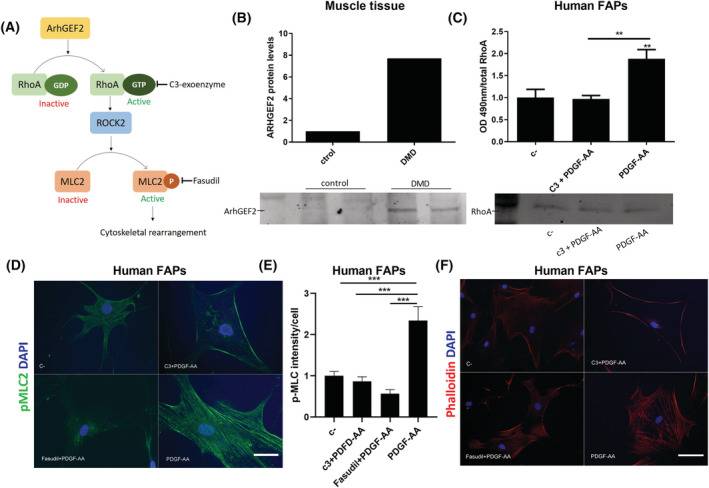 (A)
ArhGEF2
RhoA GDP
RhoA GTP
C3-exoenzyme
Inactive
Active
ROCK2
MLC2
MLC2 P
Fasudil
Inactive
Active
Cytoskeletal rearrangement
(B)
Muscle tissue
ARHGEF2 protein levels
10
8
6
4
2
0
ctrol
DMD
control
DMD
ArhGEF2
(C)
Human FAPs
OD 490nm/total RhoA
2.5
2.0
1.5
1.0
0.5
0.0
**
**
c-
C3 + PDGF-AA
PDGF-AA
RhoA
c-
c3 + PDGF-AA
PDGF-AA
(D)
Human FAPs
pMLC2 DAPI
C-
C3+PDGF-AA
Fasudil+PDGF-AA
PDGF-AA
(E)
Human FAPs
p-MLC intensity/cell
3
2
1
0
***
***
***
c-
c3+PDFD-AA
Fasudil+PDGF-AA
PDGF-AA
(F)
Human FAPs
Phalloidin DAPI
C-
C3+PDGF-AA
Fasudil+PDGF-AA
PDGF-AA